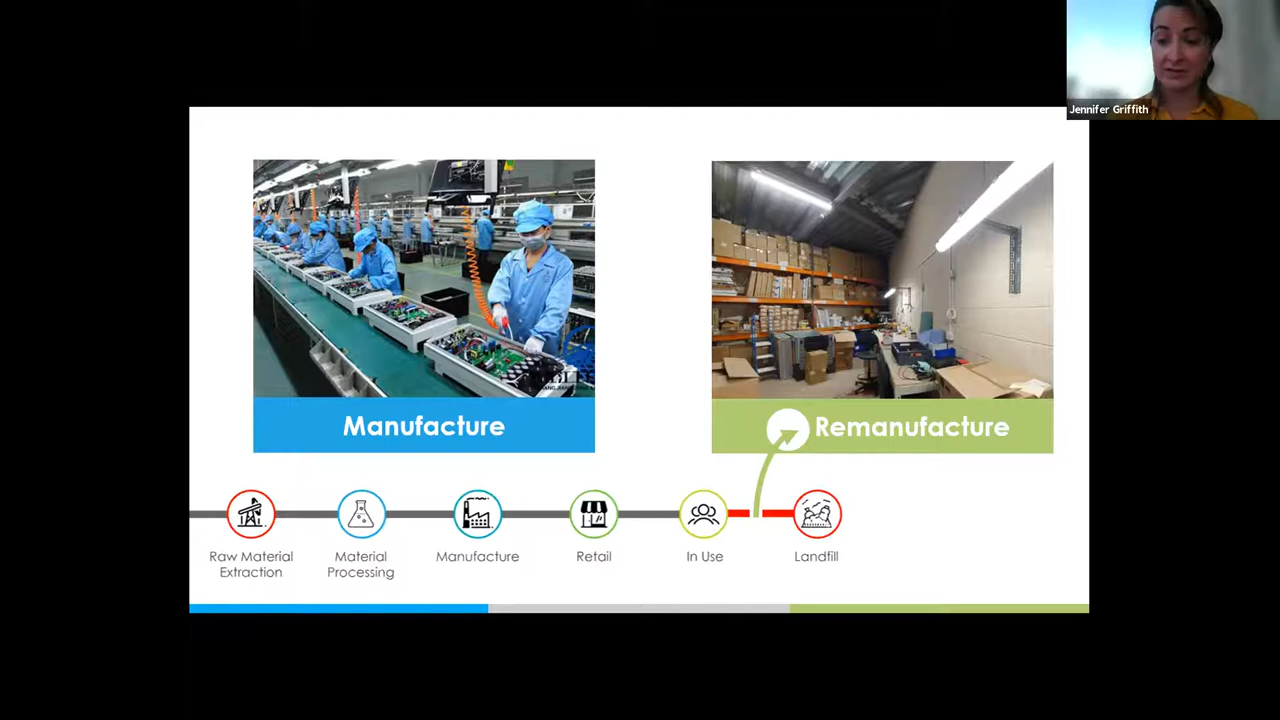 Jennifer Griffith
Manufacture
Remanufacture
Raw Material
Extraction
Material
Processing
Manufacture
Retail
In Use
Landfill